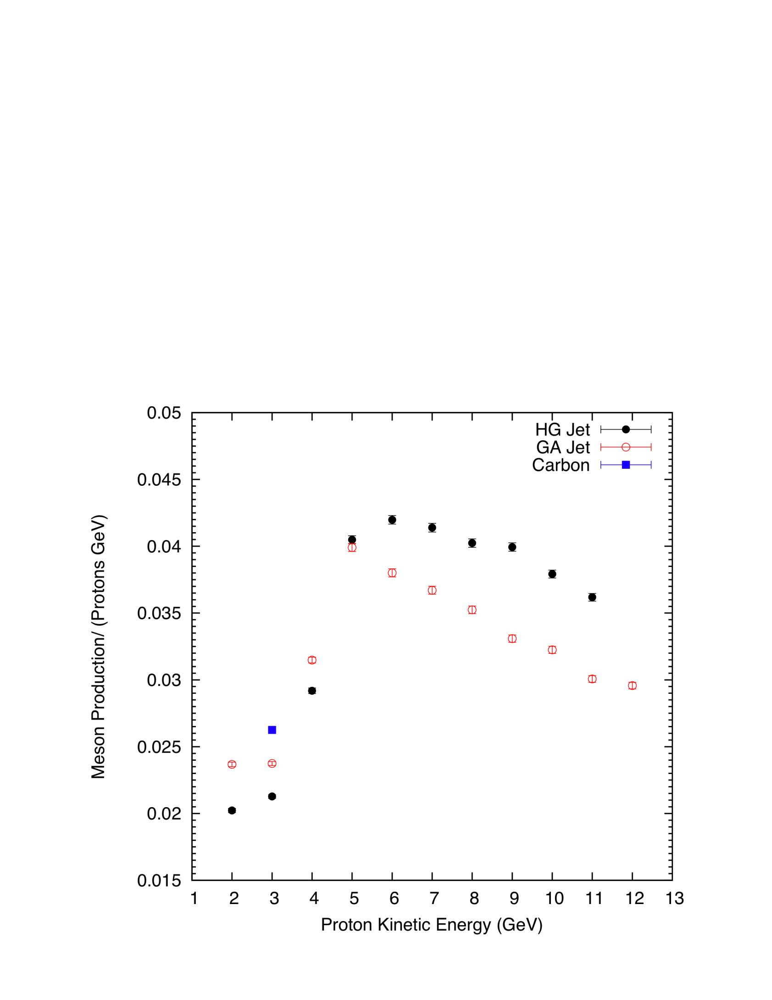 0.05
0.045
0.04
0.035
0.03
0.025
0.02
0.015
Meson Production/ (Protons GeV)
HG Jet
GA Jet
Carbon
1 2 3 4 5 6 7 8 9 10 11 12 13
Proton Kinetic Energy (GeV)